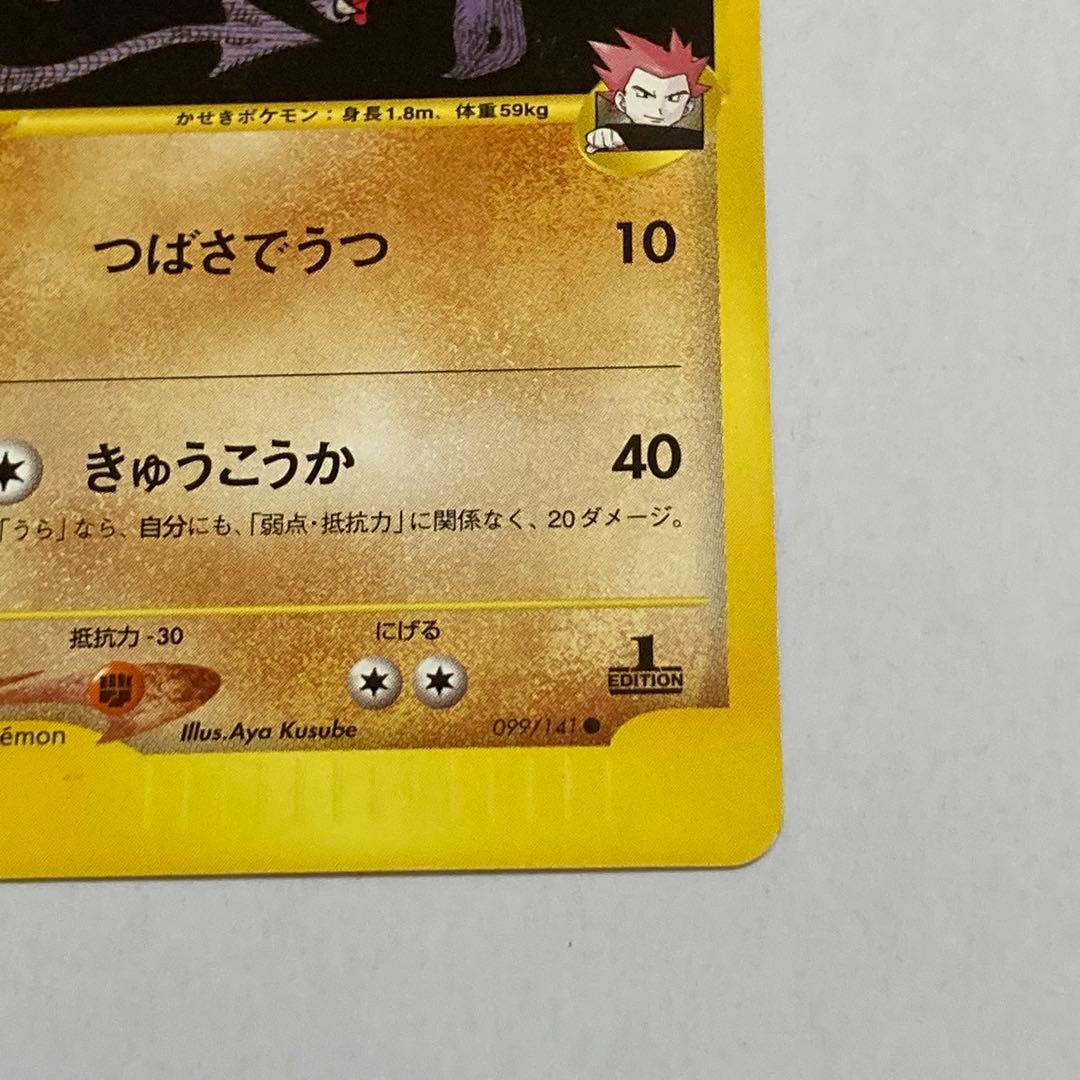 かせきポケモン：身長1.8m、体重59kg
つばさでうつ 10
きゅうこうか 40
「うら」なら、自分にも、「弱点・抵抗力」に関係なく、20ダメージ。
抵抗力 -30 にげる
1
EDITION
émon Illus.Aya Kusube 099/141